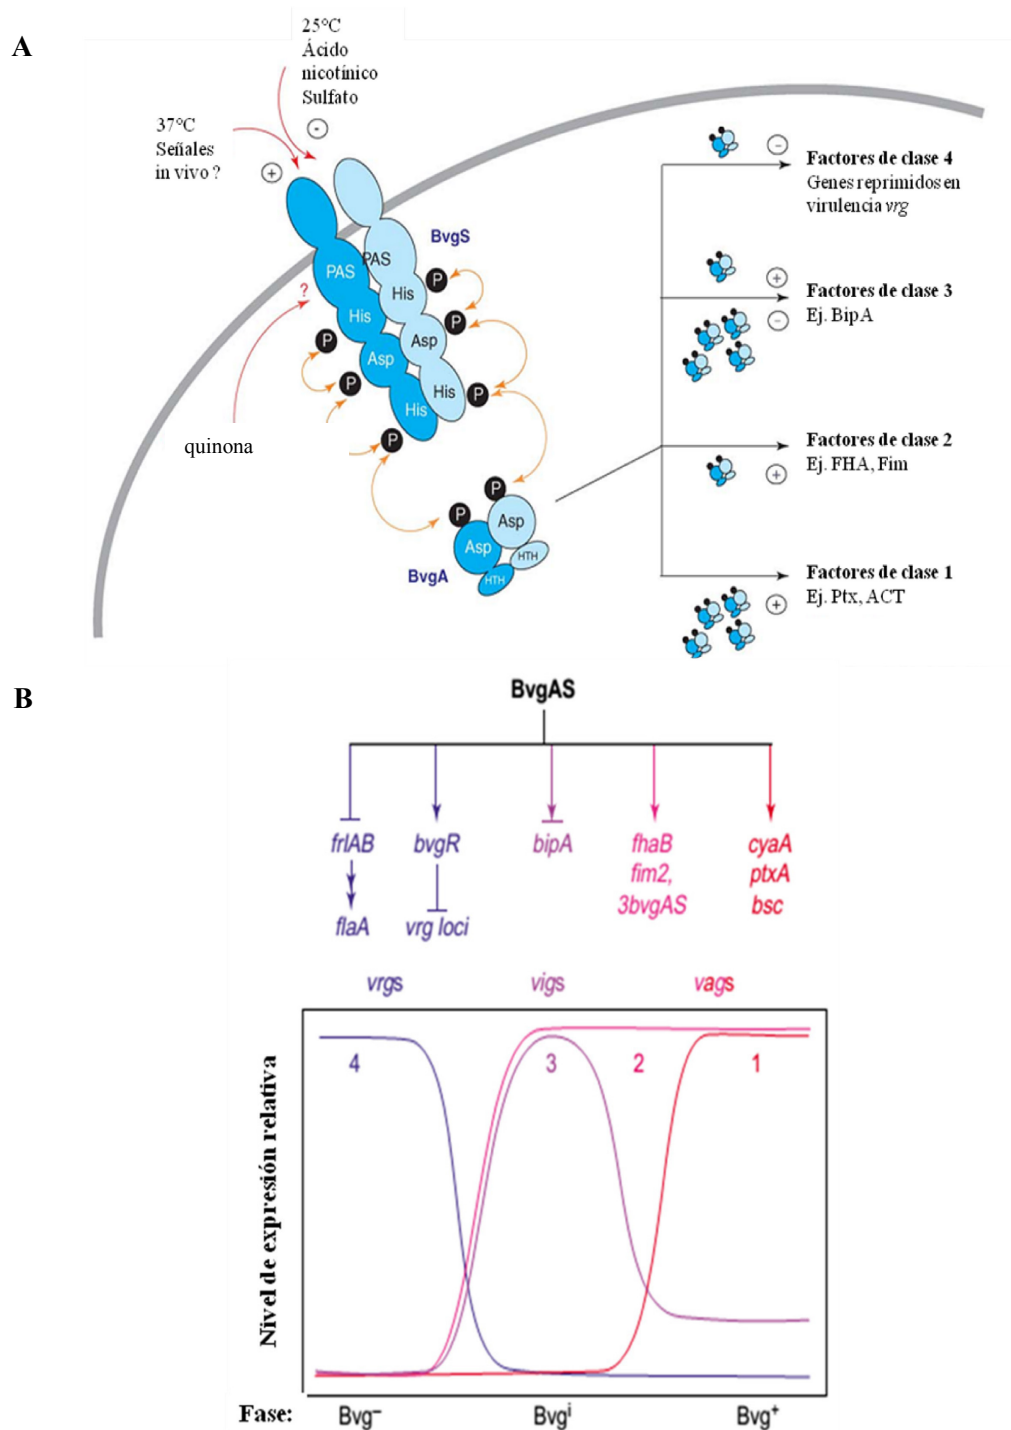 A
25°C
Ácido
nicotínico
Sulfato
-
37°C
Señales
in vivo ?
+
BvgS
PAS
PAS
His
His
Asp
Asp
His
His
P
P
P
P
P
P
?
quinona
P
P
Asp
Asp
HTH
HTH
BvgA
−
Factores de clase 4
Genes reprimidos en
virulencia vrg
+
Factores de clase 3
Ej. BipA
−
Factores de clase 2
Ej. FHA, Fim
+
Factores de clase 1
Ej. Ptx, ACT
+
B
BvgAS
frlAB
bvgR
bipA
fhaB
cyaA
fim2,
ptxA
flaA
vrg loci
3bvgAS
bsc
vrgs
vigs
vags
4
3
2
1
Nivel de expresión relativa
Fase:
Bvg–
Bvgi
Bvg+